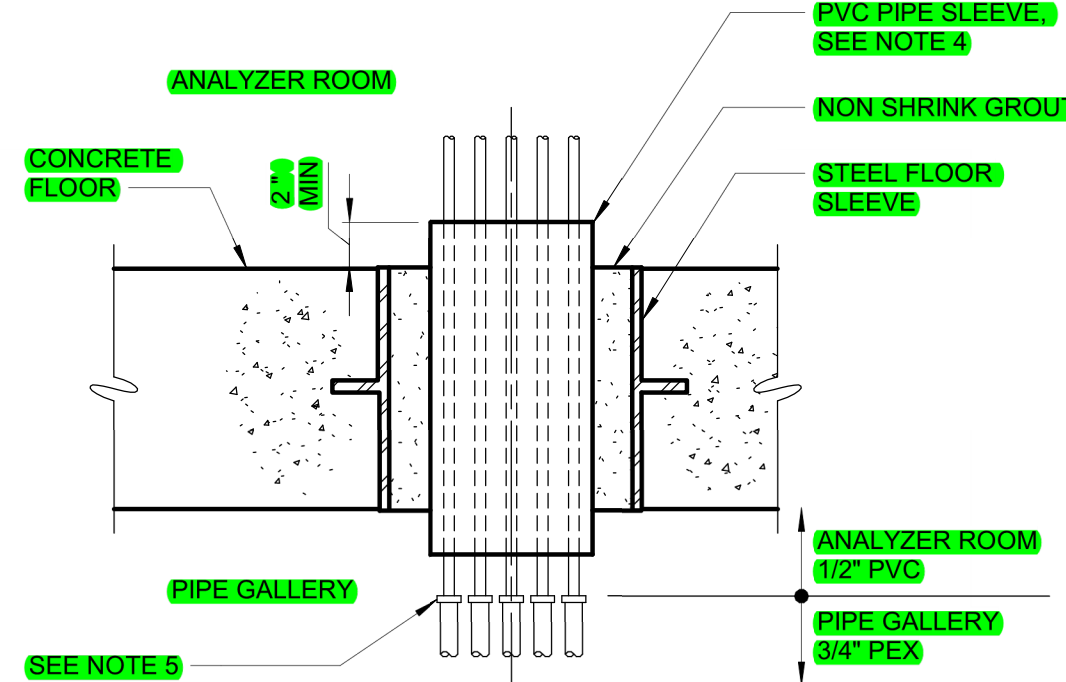 PVC PIPE SLEEVE,
SEE NOTE 4
ANALYZER ROOM
NON SHRINK GROUT
CONCRETE
FLOOR
2"
MIN
STEEL FLOOR
SLEEVE
ANALYZER ROOM
1/2" PVC
PIPE GALLERY
PIPE GALLERY
3/4" PEX
SEE NOTE 5